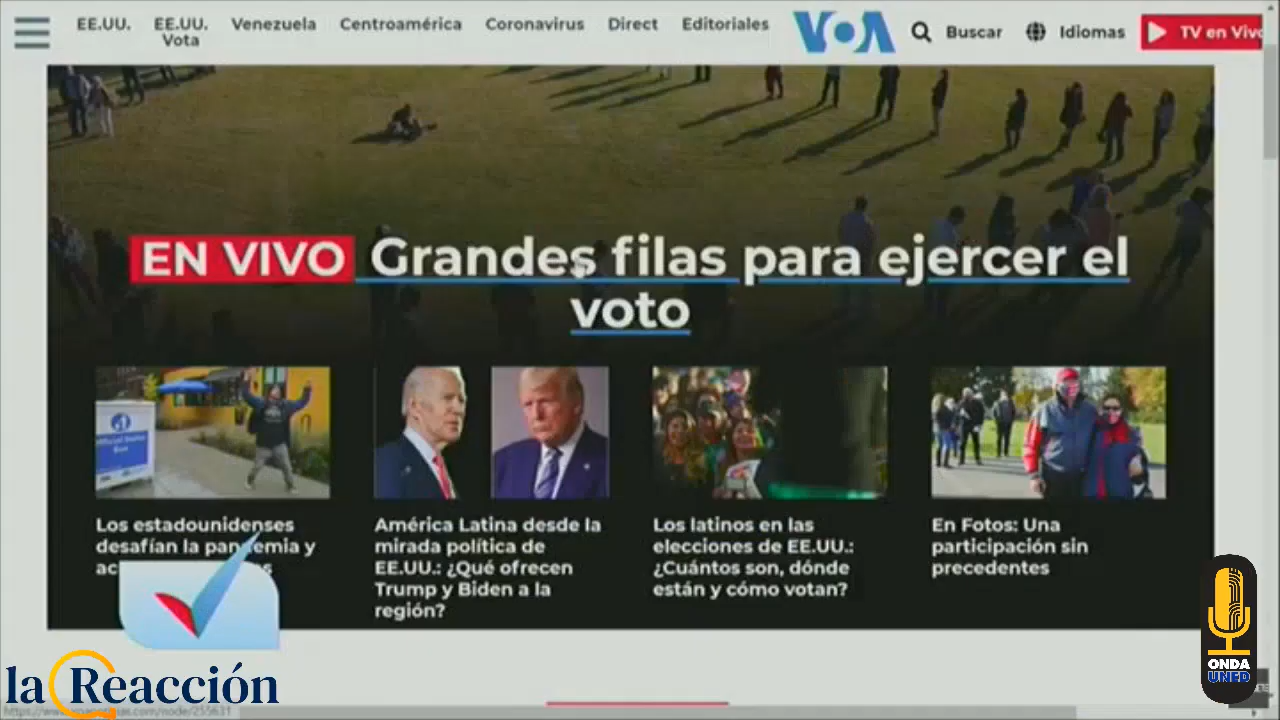 EE.UU.
EE.UU.
Vota
Venezuela
Centroamérica
Coronavirus
Direct
Editoriales
VOA
Buscar
Idiomas
TV en Vivo
EN VIVO Grandes filas para ejercer el
voto
Los estadounidenses
desafían la pandemia y
América Latina desde la
mirada política de
EE.UU.: ¿Qué ofrecen
Trump y Biden a la
región?
Los latinos en las
elecciones de EE.UU.:
¿Cuántos son, dónde
están y cómo votan?
En Fotos: Una
participación sin
precedentes
la Reacción
ONDA
UNED